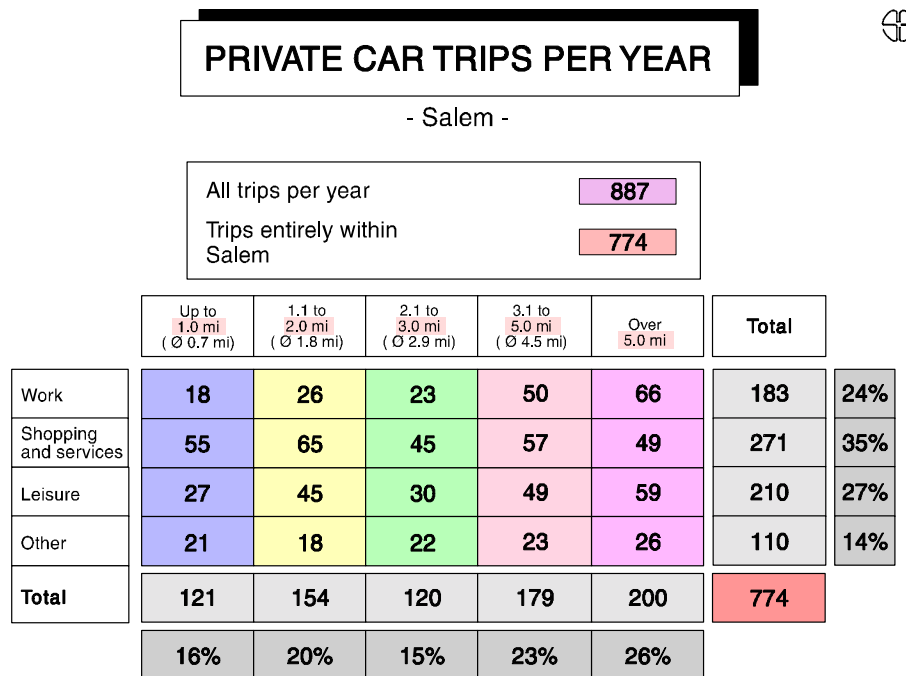 PRIVATE CAR TRIPS PER YEAR
- Salem -
All trips per year 887
Trips entirely within
Salem 774
Up to
1.0 mi
( Ø 0.7 mi)
1.1 to
2.0 mi
( Ø 1.8 mi)
2.1 to
3.0 mi
( Ø 2.9 mi)
3.1 to
5.0 mi
( Ø 4.5 mi)
Over
5.0 mi
Total
Work 18 26 23 50 66 183 24%
Shopping
and services 55 65 45 57 49 271 35%
Leisure 27 45 30 49 59 210 27%
Other 21 18 22 23 26 110 14%
Total 121 154 120 179 200 774
16% 20% 15% 23% 26%